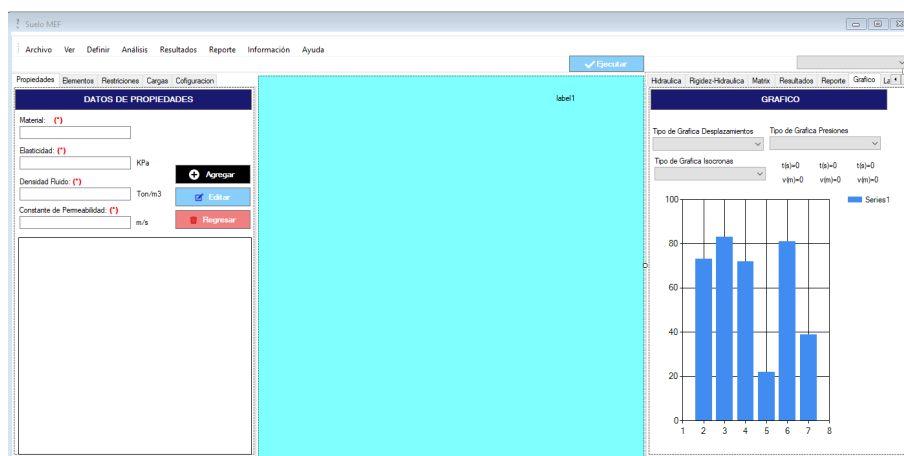 Suelo MEF
Archivo Ver Definir Análisis Resultados Reporte Información Ayuda
Ejecutar
Propiedades Elementos Restriciones Cargas Cofiguracion
DATOS DE PROPIEDADES
Material: (*)
Elasticidad: (*)
KPa
Densidad Fluido: (*)
Ton/m3
Constante de Permeabilidad: (*)
m/s
Agregar
Editar
Regresar
label1
Hidraulica Rigidez-Hidraulica Matrix Resultados Reporte Grafico La
GRAFICO
Tipo de Grafica Desplazamientos Tipo de Grafica Presiones
Tipo de Grafica Isocronas
t(s)=0 t(s)=0 t(s)=0
v(m)=0 v(m)=0 v(m)=0
Series1
100
80
60
40
20
0
1 2 3 4 5 6 7 8